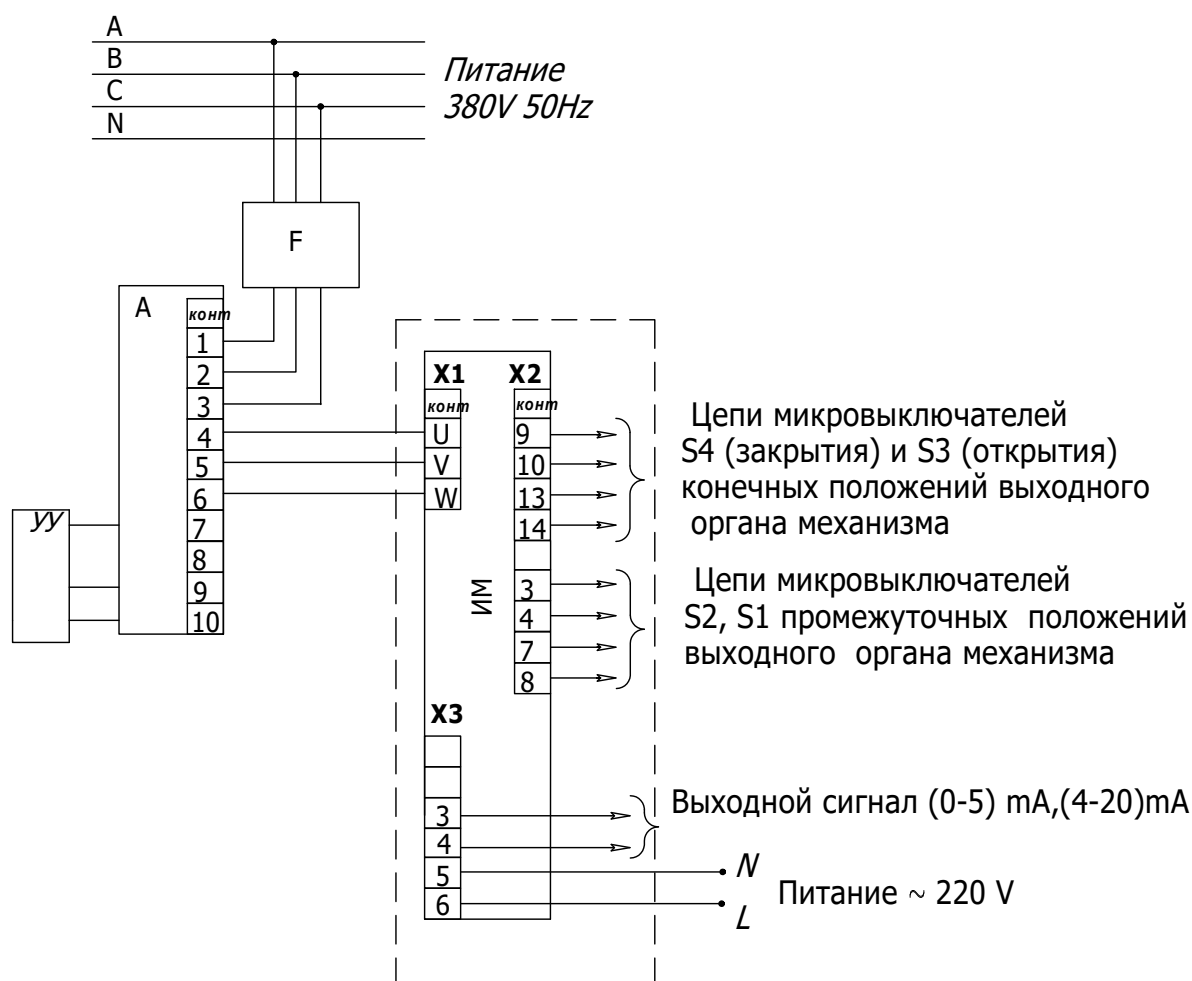 A
B
C
N
Питание
380V 50Hz
F
A
конт
1
2
3
4
5
6
7
8
9
10
УУ
X1
конт
U
V
W
X2
конт
9
10
13
14
3
4
7
8
ИМ
Цепи микровыключателей
S4 (закрытия) и S3 (открытия)
конечных положений выходного
органа механизма
Цепи микровыключателей
S2, S1 промежуточных положений
выходного органа механизма
X3
3
4
5
6
Выходной сигнал (0-5) mA,(4-20)mA
N
L
Питание ~ 220 V